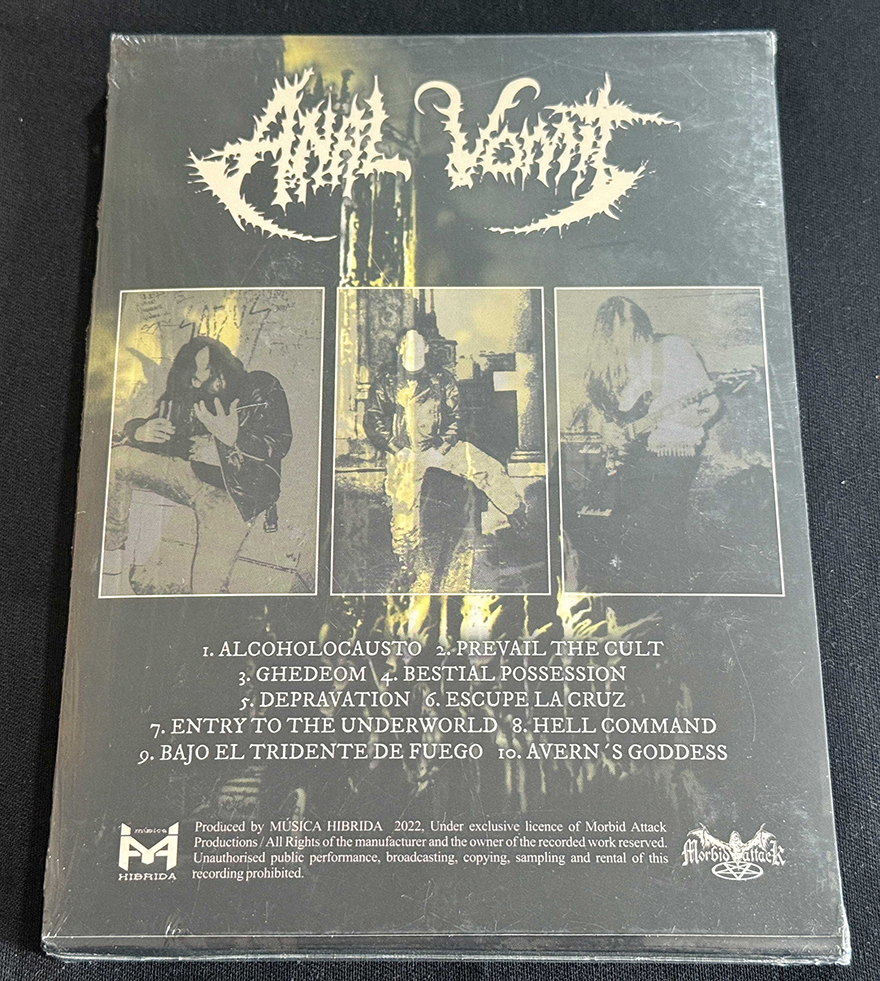 ANAL VOMIT
SADUS
1. ALCOHOLOCAUSTO 2. PREVAIL THE CULT
3. GHEDEOM 4. BESTIAL POSSESSION
5. DEPRAVATION 6. ESCUPE LA CRUZ
7. ENTRY TO THE UNDERWORLD 8. HELL COMMAND
9. BAJO EL TRIDENTE DE FUEGO 10. AVERN´S GODDESS
música
HIBRIDA
Produced by MÚSICA HIBRIDA 2022, Under exclusive licence of Morbid Attack
Productions / All Rights of the manufacturer and the owner of the recorded work reserved.
Unauthorised public performance, broadcasting, copying, sampling and rental of this
recording prohibited.
Morbid Attack